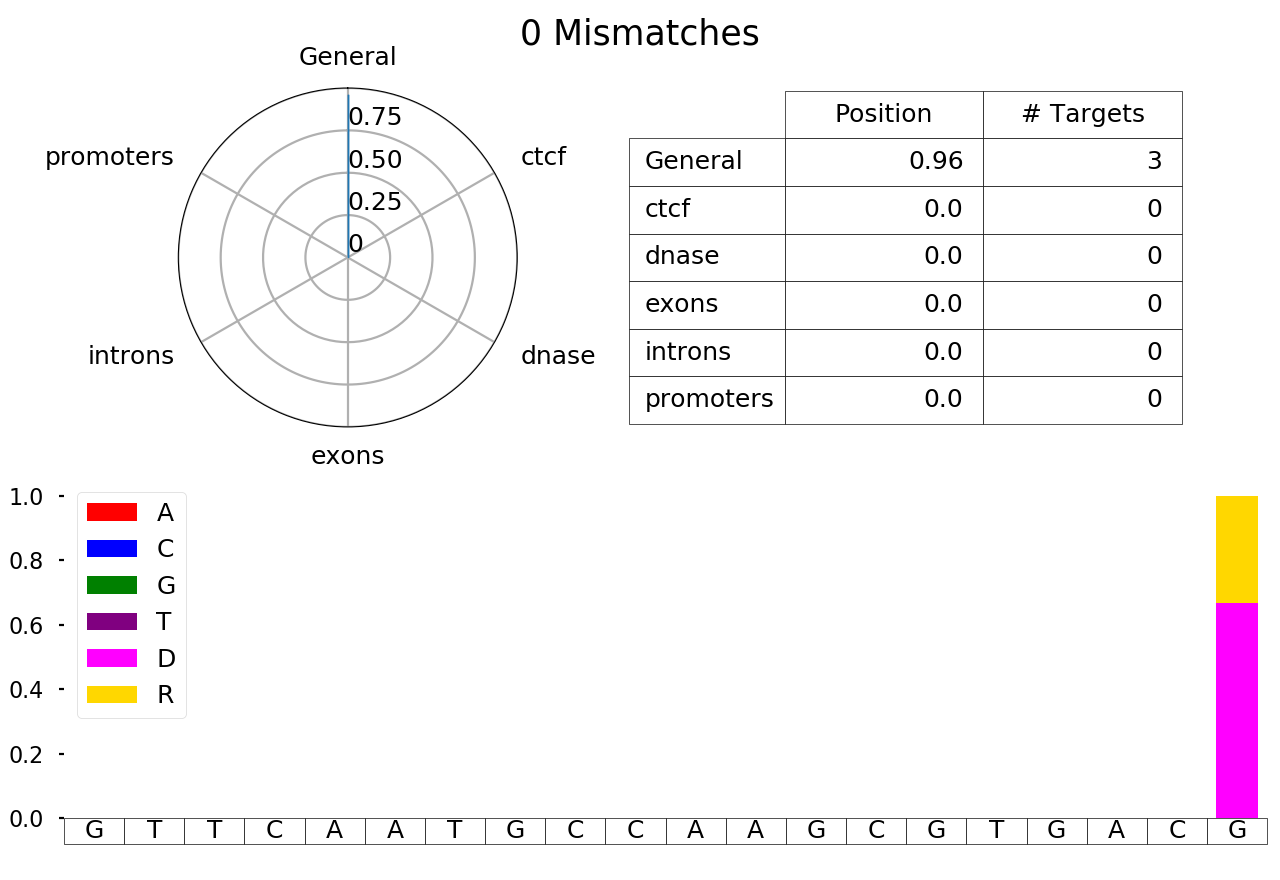 0 Mismatches
General
promoters
ctcf
0.75
0.50
0.25
0
introns
dnase
exons
Position # Targets
General 0.96 3
ctcf 0.0 0
dnase 0.0 0
exons 0.0 0
introns 0.0 0
promoters 0.0 0
1.0
0.8
0.6
0.4
0.2
0.0
A
C
G
T
D
R
G T T C A A T G C C A A G C G T G A C G